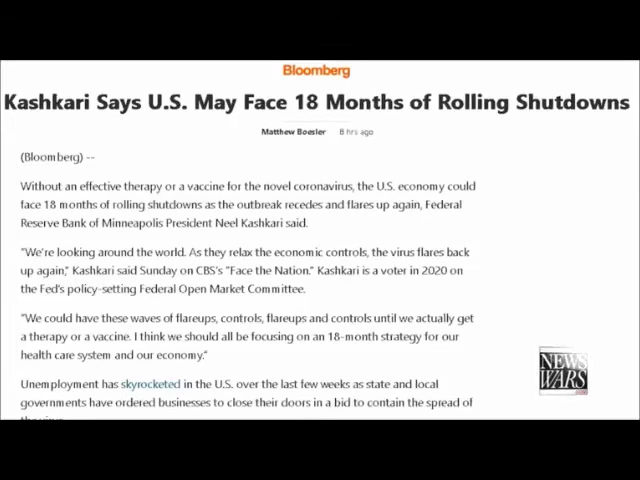 Bloomberg
Kashkari Says U.S. May Face 18 Months of Rolling Shutdowns
Matthew Boesler 8 hrs ago
(Bloomberg) --
Without an effective therapy or a vaccine for the novel coronavirus, the U.S. economy could
face 18 months of rolling shutdowns as the outbreak recedes and flares up again, Federal
Reserve Bank of Minneapolis President Neel Kashkari said.
"We're looking around the world. As they relax the economic controls, the virus flares back
up again," Kashkari said Sunday on CBS's "Face the Nation." Kashkari is a voter in 2020 on
the Fed's policy-setting Federal Open Market Committee.
"We could have these waves of flareups, controls, flareups and controls until we actually get
a therapy or a vaccine. I think we should all be focusing on an 18-month strategy for our
health care system and our economy."
Unemployment has skyrocketed in the U.S. over the last few weeks as state and local
governments have ordered businesses to close their doors in a bid to contain the spread of
the virus.
NEWS
WARS